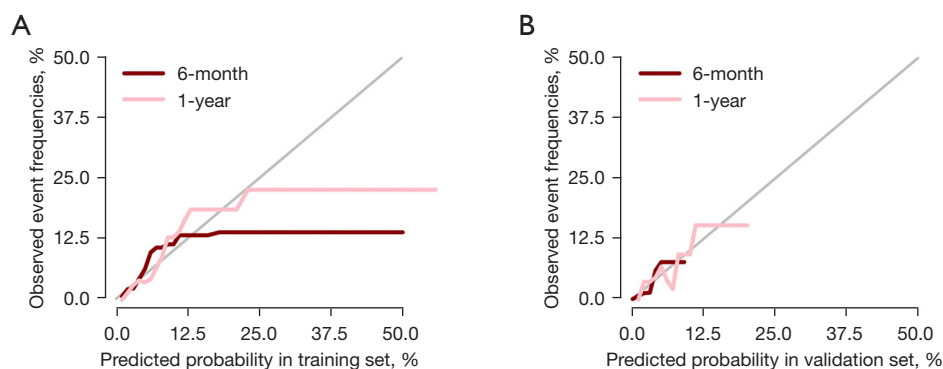 A
Observed event frequencies, %
50.0
37.5
25.0
12.5
0.0
6-month
1-year
0.0 12.5 25.0 37.5 50.0
Predicted probability in training set, %
B
Observed event frequencies, %
50.0
37.5
25.0
12.5
0.0
6-month
1-year
0.0 12.5 25.0 37.5 50.0
Predicted probability in validation set, %